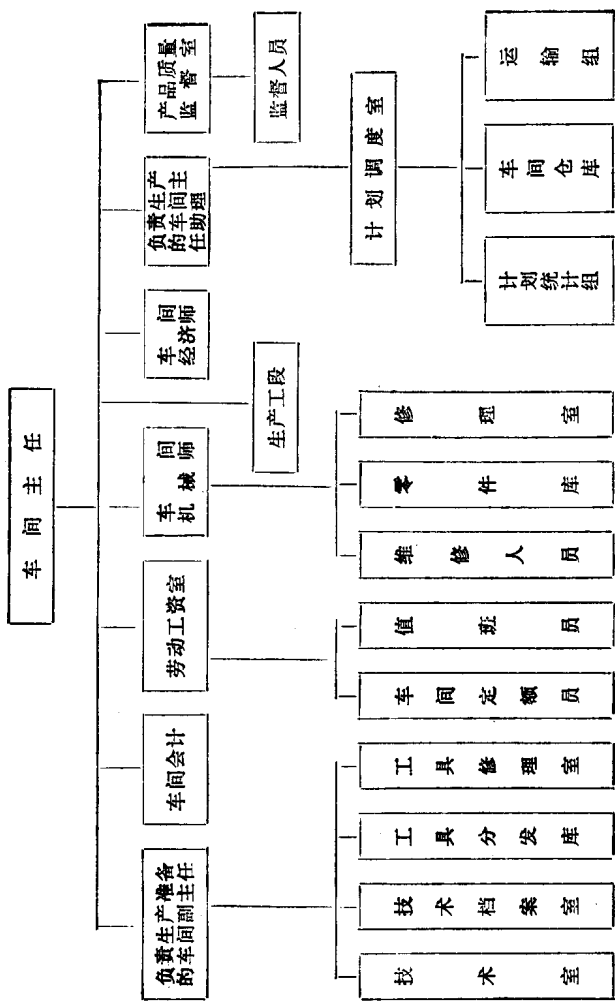 车间主任
负责生产准备
的车间副主任
车间会计
劳动工资室
车间
机械师
车间
经济师
负责生产
的车间主
任助理
产品质量
监督室
生产工段
监督人员
计划调度室
技术室
技术档案室
工具分发库
工具修理室
车间定额员
值班员
维修人员
零件库
修理室
计划统计组
车间仓库
运输组